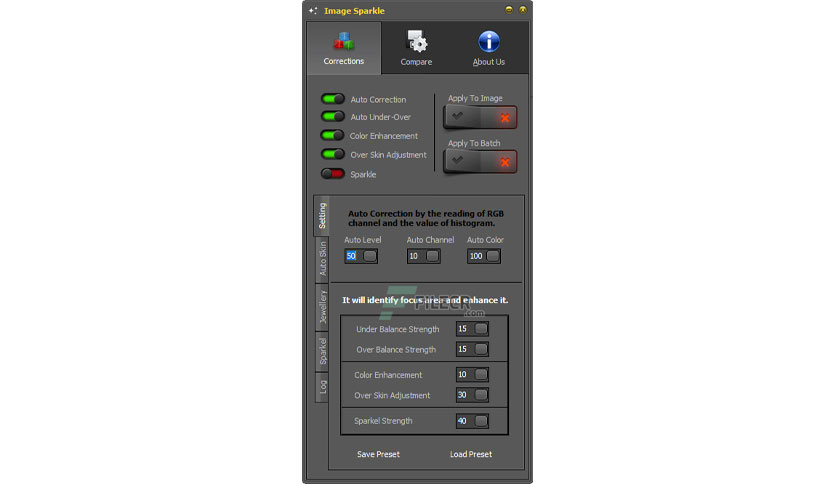 Image Sparkle
Corrections
Compare
About Us
Auto Correction
Auto Under-Over
Color Enhancement
Over Skin Adjustment
Sparkle
Apply To Image
Apply To Batch
Setting
Auto Skin
Jewellery
Sparkel
Log
Auto Correction by the reading of RGB
channel and the value of histogram.
Auto Level Auto Channel Auto Color
50 10 100
It will identify focus area and enhance it.
FILECR
.com
Under Balance Strength 15
Over Balance Strength 15
Color Enhancement 10
Over Skin Adjustment 30
Sparkel Strength 40
Save Preset Load Preset